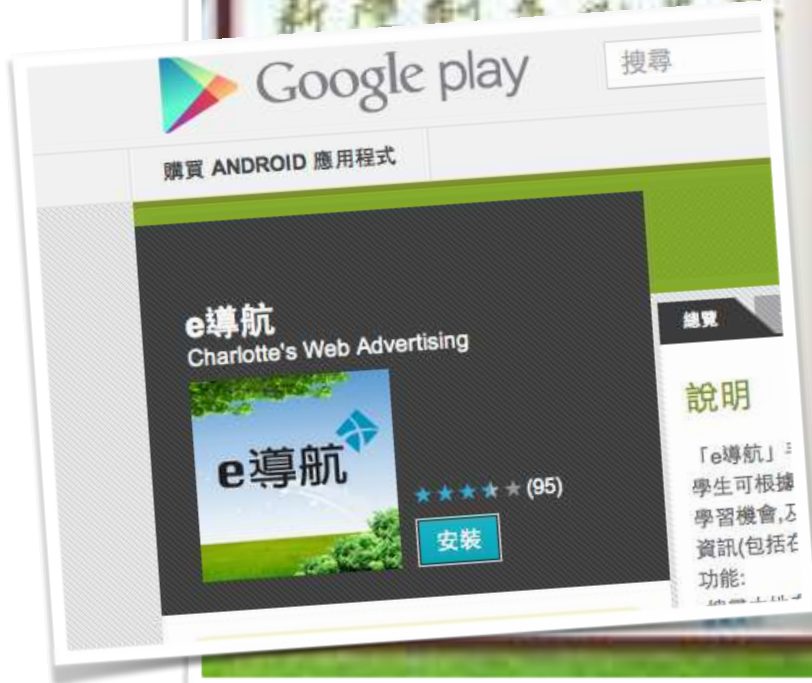 Google play
搜尋
購買 ANDROID 應用程式
e導航
Charlotte's Web Advertising
e導航
(95)
安裝
總覽
說明
「e導航」
學生可根據
學習機會,及
資訊(包括在
功能: